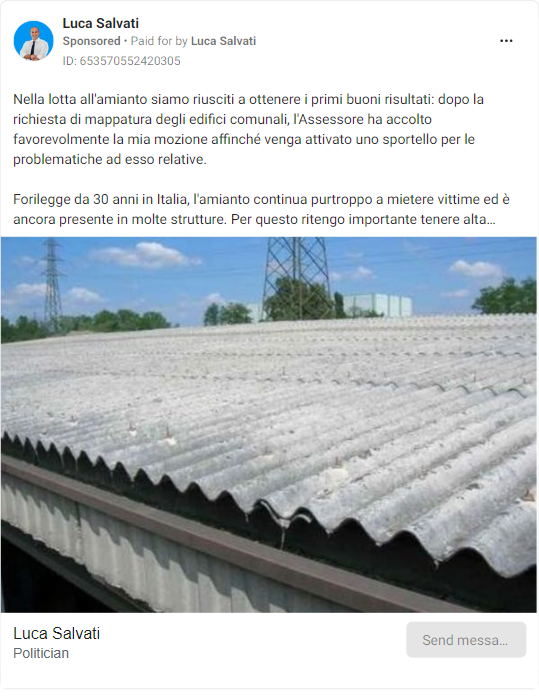 Luca Salvati
Sponsored • Paid for by Luca Salvati
ID: 653570552420305
Nella lotta all'amianto siamo riusciti a ottenere i primi buoni risultati: dopo la
richiesta di mappatura degli edifici comunali, l'Assessore ha accolto
favorevolmente la mia mozione affinché venga attivato uno sportello per le
problematiche ad esso relative.
Forilegge da 30 anni in Italia, l'amianto continua purtroppo a mietere vittime ed è
ancora presente in molte strutture. Per questo ritengo importante tenere alta...
Luca Salvati
Politician
Send messa...